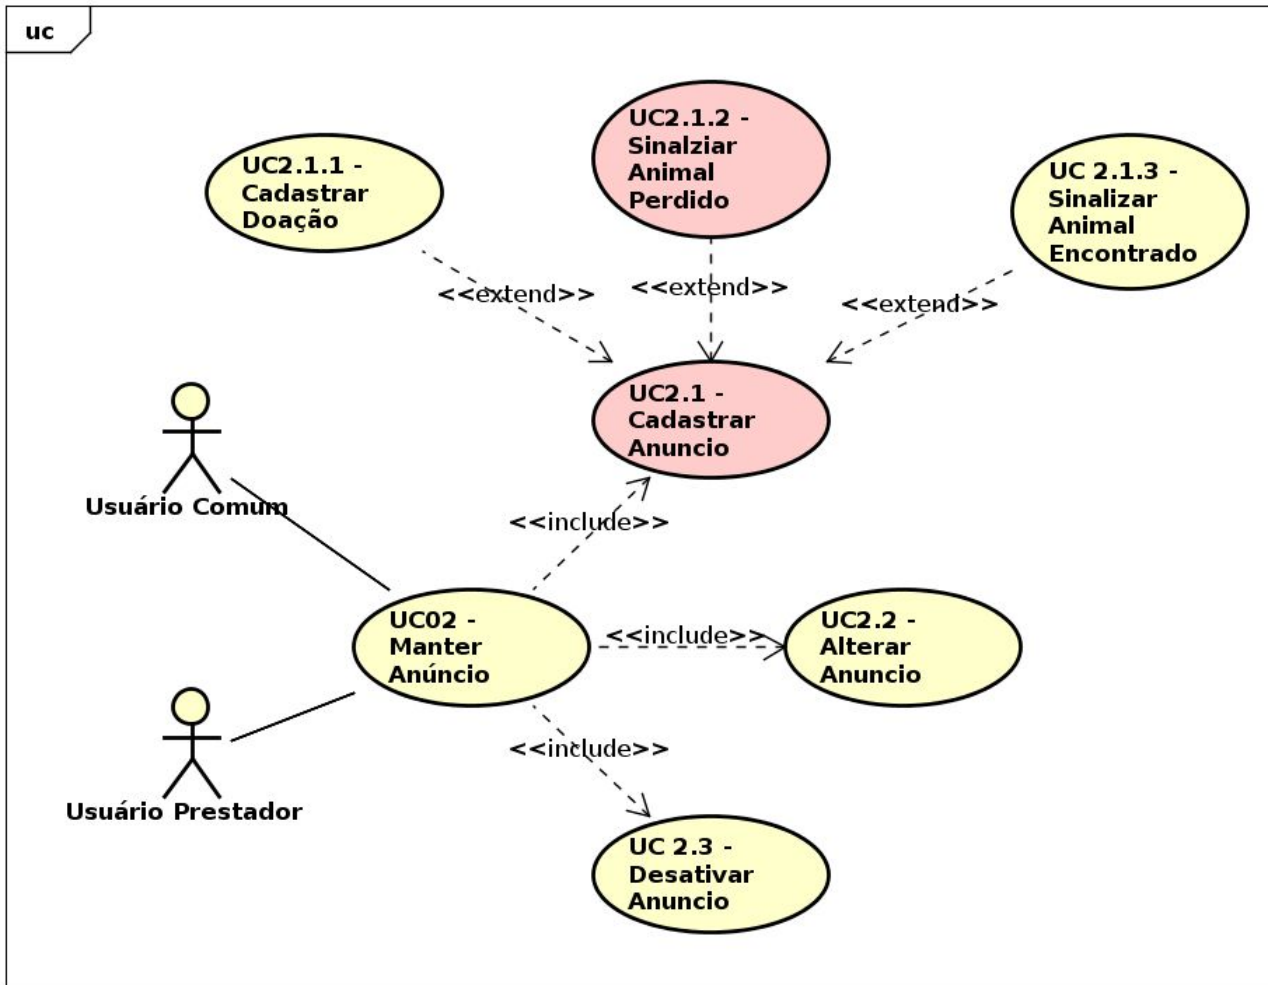 uc
UC2.1.1 -
Cadastrar
Doação
UC2.1.2 -
Sinalziar
Animal
Perdido
UC 2.1.3 -
Sinalizar
Animal
Encontrado
<<extend>>
<<extend>>
<<extend>>
UC2.1 -
Cadastrar
Anuncio
Usuário Comum
<<include>>
UC02 -
Manter
Anúncio
<<include>>
UC2.2 -
Alterar
Anuncio
Usuário Prestador
<<include>>
UC 2.3 -
Desativar
Anuncio